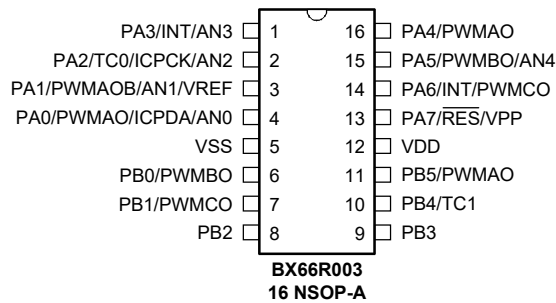 PA3/INT/AN3 1 16 PA4/PWMAO
PA2/TC0/ICPCK/AN2 2 15 PA5/PWMBO/AN4
PA1/PWMAOB/AN1/VREF 3 14 PA6/INT/PWMCO
PA0/PWMAO/ICPDA/AN0 4 13 PA7/RES/VPP
VSS 5 12 VDD
PB0/PWMBO 6 11 PB5/PWMAO
PB1/PWMCO 7 10 PB4/TC1
PB2 8 9 PB3
BX66R003
16 NSOP-A